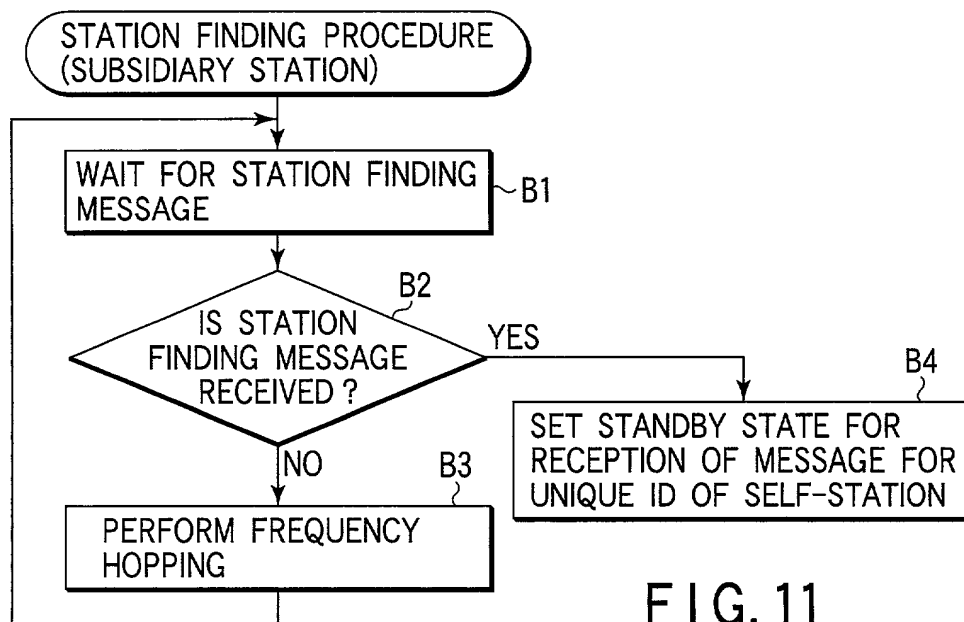 STATION FINDING PROCEDURE
(SUBSIDIARY STATION)
WAIT FOR STATION FINDING
MESSAGE
B1
B2
IS STATION
FINDING MESSAGE
RECEIVED ?
YES
NO
B4
SET STANDBY STATE FOR
RECEPTION OF MESSAGE FOR
UNIQUE ID OF SELF-STATION
B3
PERFORM FREQUENCY
HOPPING
FIG. 11